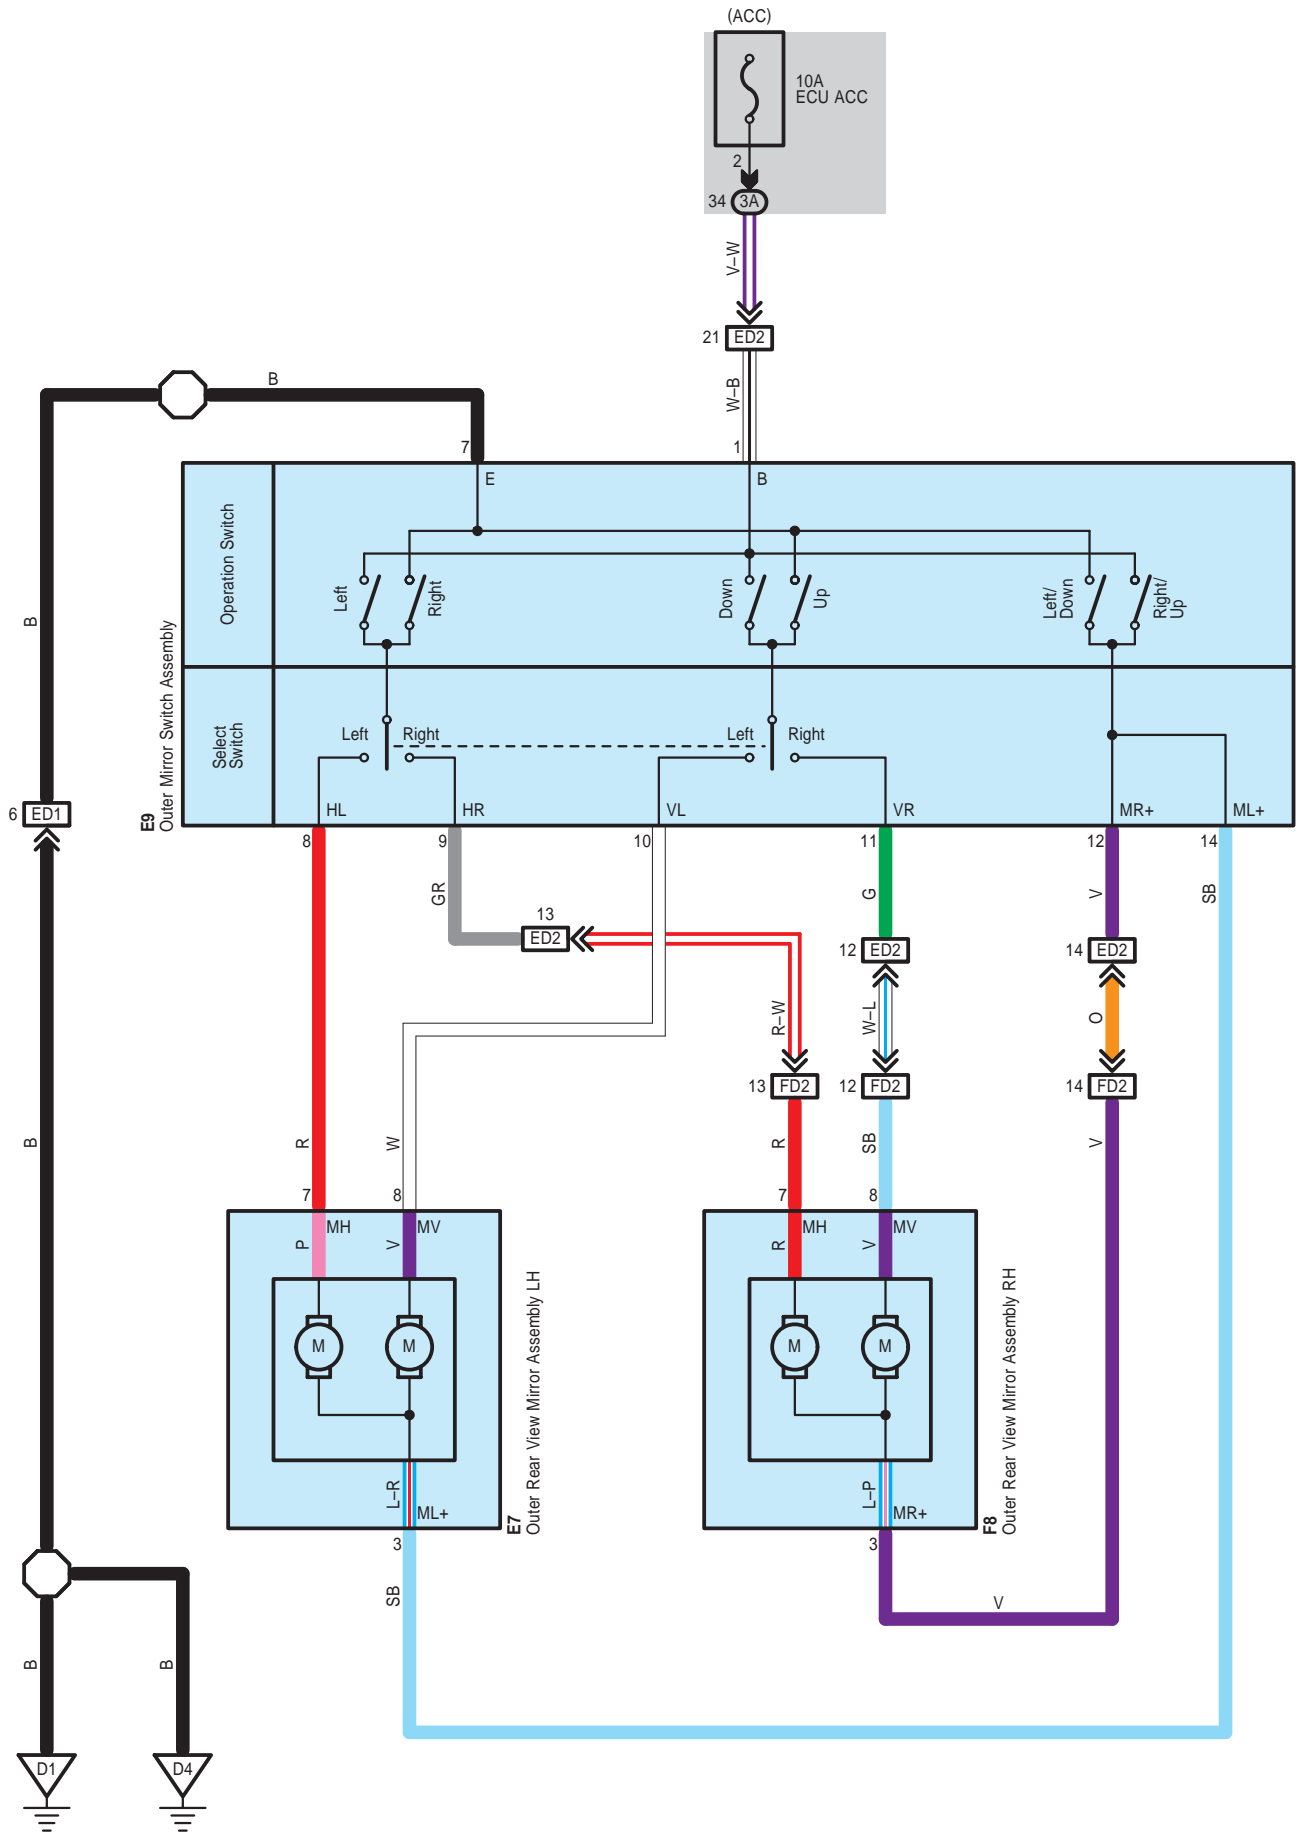 (ACC)
10A
ECU ACC
2
34 3A
V–W
21 ED2
W–B
B
7
1
E
B
B
Operation Switch
Left
Right
Down
Up
Left/
Down
Right/
Up
E9
Outer Mirror Switch Assembly
Select
Switch
Left Right
Left Right
6 ED1
HL
HR
VL
VR
MR+
ML+
8
9
10
11
12
14
GR
G
V
SB
13
ED2
12 ED2
14 ED2
R–W
W–L
O
13 FD2
12 FD2
14 FD2
B
R
W
R
SB
V
7
8
7
8
MH
MV
MH
MV
P
V
R
V
M
M
M
M
L–R
ML+
L–P
MR+
E7
Outer Rear View Mirror Assembly LH
F8
Outer Rear View Mirror Assembly RH
3
3
SB
V
B
B
D1
D4